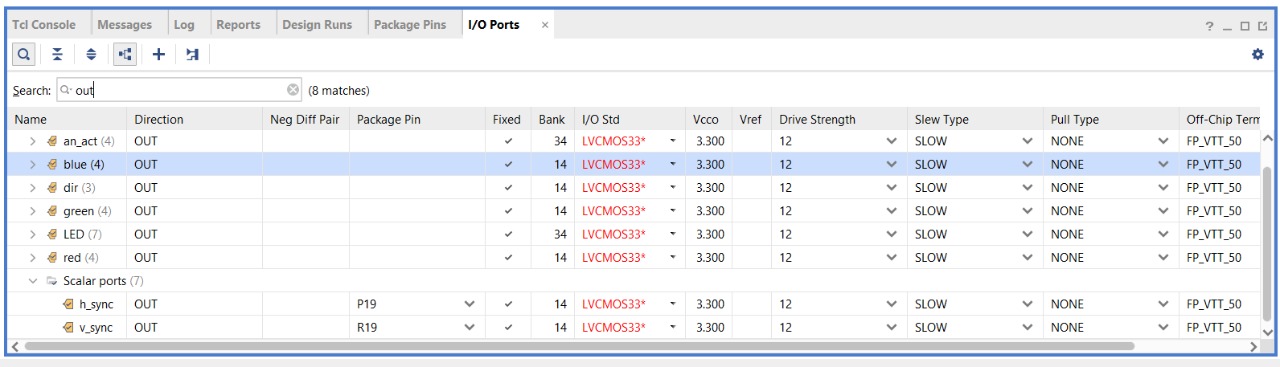 Tcl Console Messages Log Reports Design Runs Package Pins I/O Ports
Search: out (8 matches)
Name Direction Neg Diff Pair Package Pin Fixed Bank I/O Std Vcco Vref Drive Strength Slew Type Pull Type Off-Chip Term
an_act (4) OUT 34 LVCMOS33* 3.300 12 SLOW NONE FP_VTT_50
blue (4) OUT 14 LVCMOS33* 3.300 12 SLOW NONE FP_VTT_50
dir (3) OUT 14 LVCMOS33* 3.300 12 SLOW NONE FP_VTT_50
green (4) OUT 14 LVCMOS33* 3.300 12 SLOW NONE FP_VTT_50
LED (7) OUT 34 LVCMOS33* 3.300 12 SLOW NONE FP_VTT_50
red (4) OUT 14 LVCMOS33* 3.300 12 SLOW NONE FP_VTT_50
Scalar ports (7)
h_sync OUT P19 14 LVCMOS33* 3.300 12 SLOW NONE FP_VTT_50
v_sync OUT R19 14 LVCMOS33* 3.300 12 SLOW NONE FP_VTT_50